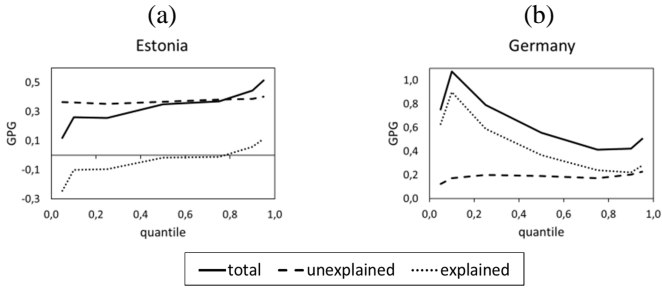 (a)
Estonia
GPG
0,5
0,3
0,1
-0,1
-0,3
0,0 0,2 0,4 0,6 0,8 1,0
quantile
(b)
Germany
GPG
1,0
0,8
0,6
0,4
0,2
0,0
0,0 0,2 0,4 0,6 0,8 1,0
quantile
total unexplained explained